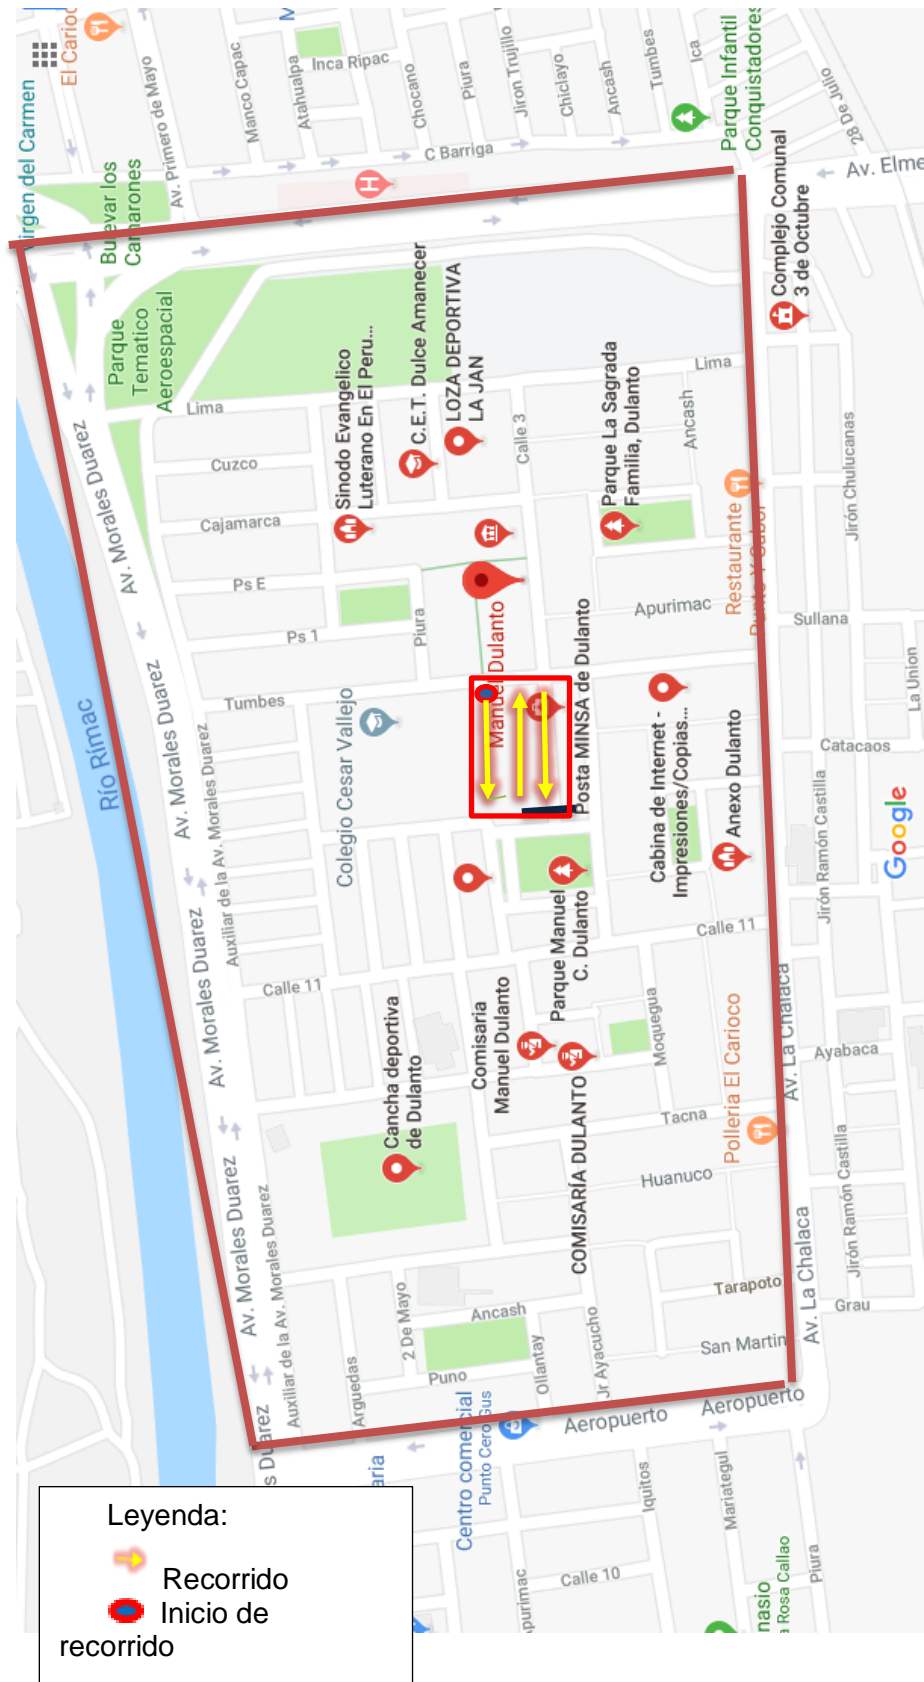 El Carioc
M
Virgen del Carmen
Av. Primero de Mayo
Manco Capac
Atahualpa
Inca Ripac
Chocano
Piura
Jiron Trujillo
Chiclayo
Ancash
Tumbes
Ica
Parque Infantil
Conquistadores
28 De Julio
C Barriga
H
Av. Elme
Bulevar los
Camarones
Complejo Comunal
3 de Octubre
Parque
Tematico
Aeroespacial
Lima
Cuzco
Cajamarca
Ps E
Ps 1
Tumbes
Sinodo Evangelico
Luterano En El Peru...
C.E.T. Dulce Amanecer
LOZA DEPORTIVA
LA JAN
Calle 3
Parque La Sagrada
Familia, Dulanto
Ancash
Lima
Restaurante
Punto Y Sabor
Jirón Chulucanas
Av. Morales Duarez
Piura
Apurimac
Sullana
La Union
Río Rímac
Av. Morales Duarez
Auxiliar de la Av. Morales Duarez
Colegio Cesar Vallejo
Manuel Dulanto
Posta MINSA de Dulanto
Cabina de Internet -
Impresiones/Copias...
Anexo Dulanto
Catacaos
Jirón Ramón Castilla
Google
Av. Morales Duarez
Calle 11
Calle 11
Parque Manuel
C. Dulanto
Comisaria
Manuel Dulanto
COMISARÍA DULANTO
Cancha deportiva
de Dulanto
Moquegua
Tacna
Huanuco
Polleria El Carioco
Av. La Chalaca
Ayabaca
Jirón Ramón Castilla
Av. Morales Duarez
Auxiliar de la Av. Morales Duarez
Arguedas
2 De Mayo
Ancash
Puno
Ollantay
Jr Ayacucho
San Martin
Tarapoto
Grau
Av. La Chalaca
s Duarez
aria
Centro comercial
Punto Cero Gus
Aeropuerto
Aeropuerto
Iquitos
Mariategui
Piura
Apurimac
Calle 10
nasio
a Rosa Callao
Leyenda:
Recorrido
Inicio de
recorrido